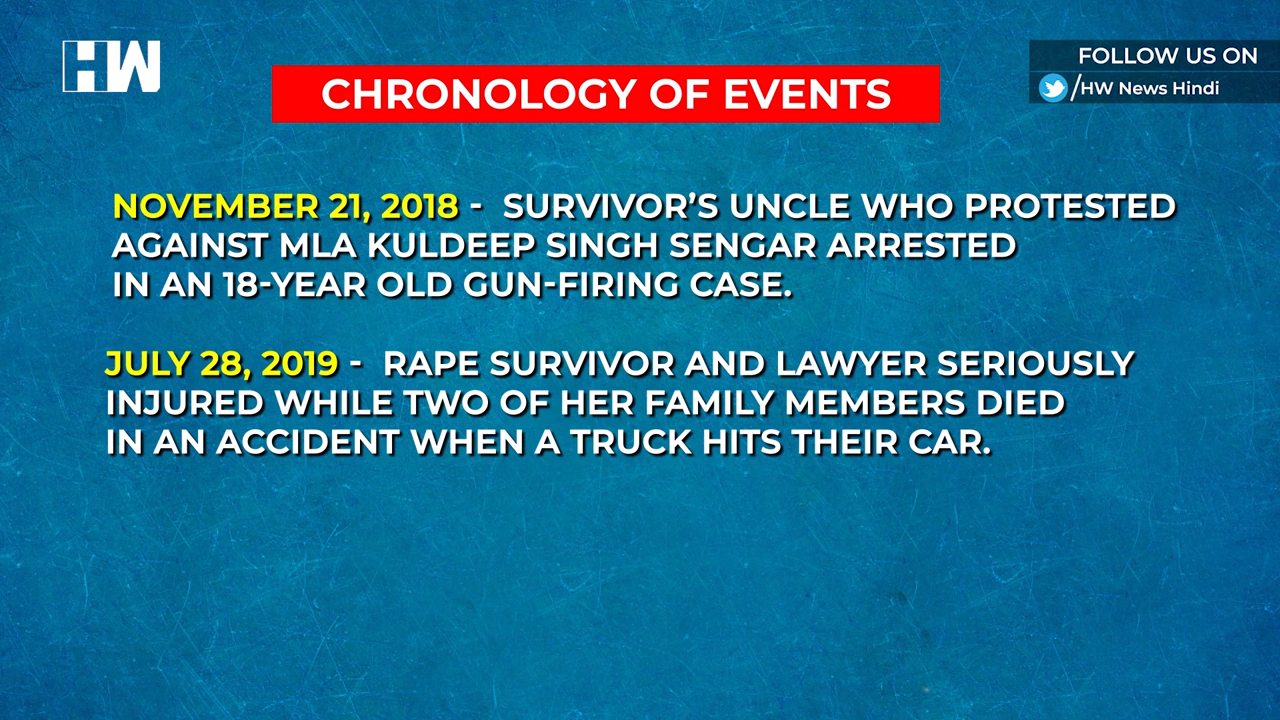 HW
FOLLOW US ON
/HW News Hindi
CHRONOLOGY OF EVENTS
NOVEMBER 21, 2018 - SURVIVOR’S UNCLE WHO PROTESTED
AGAINST MLA KULDEEP SINGH SENGAR ARRESTED
IN AN 18-YEAR OLD GUN-FIRING CASE.
JULY 28, 2019 - RAPE SURVIVOR AND LAWYER SERIOUSLY
INJURED WHILE TWO OF HER FAMILY MEMBERS DIED
IN AN ACCIDENT WHEN A TRUCK HITS THEIR CAR.